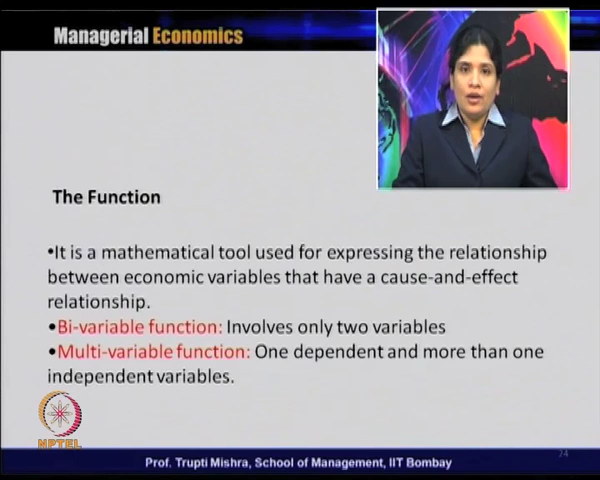 Managerial Economics
The Function
•It is a mathematical tool used for expressing the relationship
between economic variables that have a cause-and-effect
relationship.
•Bi-variable function: Involves only two variables
•Multi-variable function: One dependent and more than one
independent variables.
NPTEL
74
Prof. Trupti Mishra, School of Management, IIT Bombay